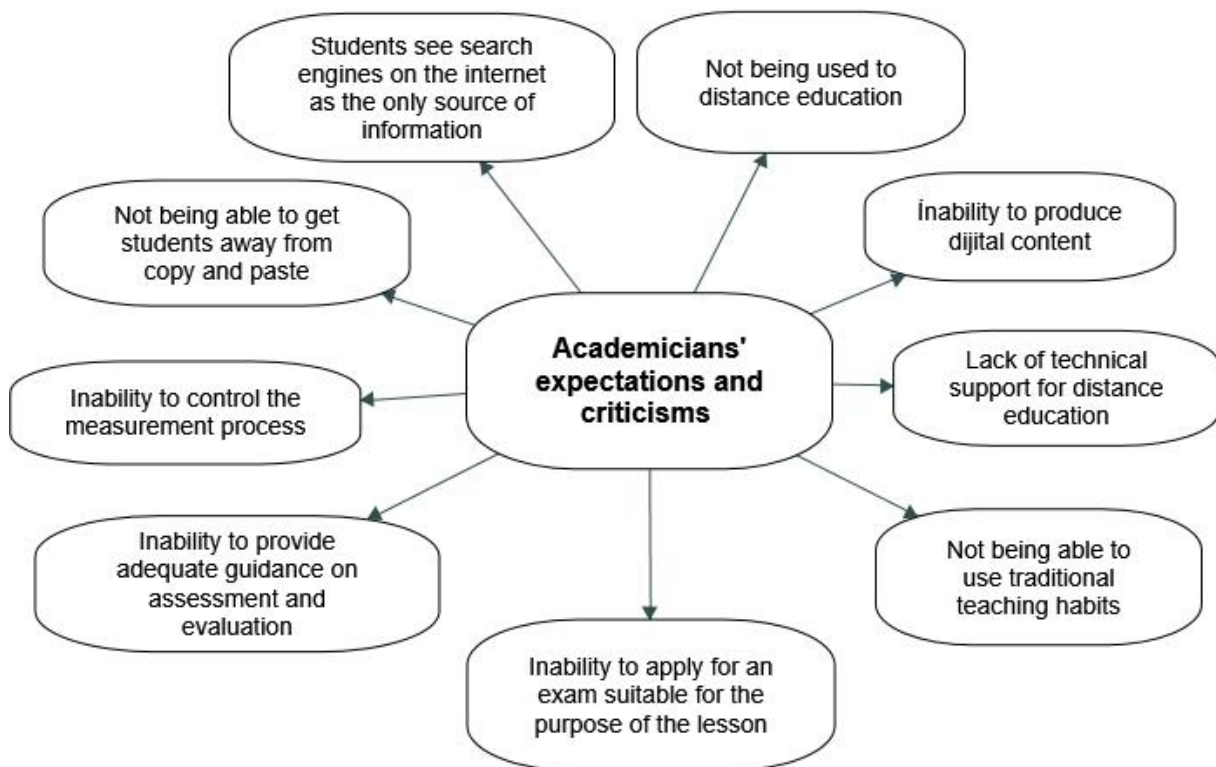 Students see search
engines on the internet
as the only source of
information
Not being used to
distance education
Not being able to get
students away from
copy and paste
İnability to produce
dijital content
Academicians'
expectations and
criticisms
Lack of technical
support for distance
education
Inability to control the
measurement process
Inability to provide
adequate guidance on
assessment and
evaluation
Not being able to
use traditional
teaching habits
Inability to apply for an
exam suitable for the
purpose of the lesson